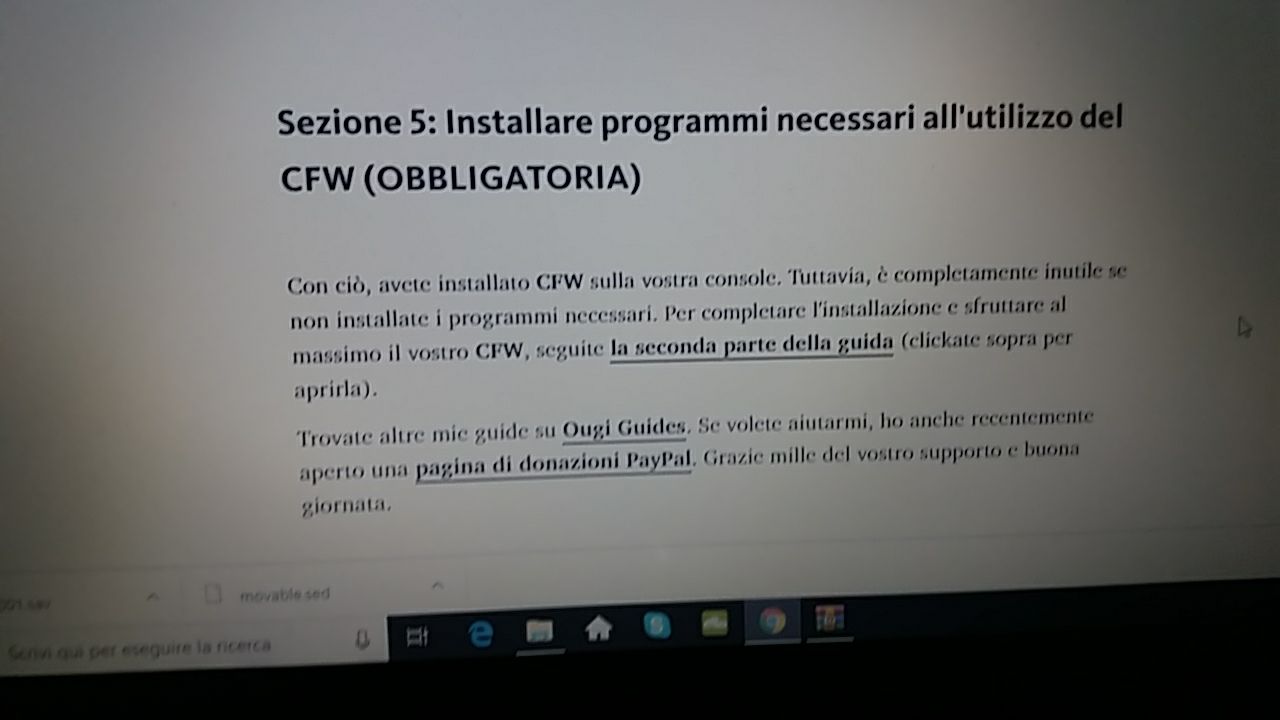 Sezione 5: Installare programmi necessari all'utilizzo del
CFW (OBBLIGATORIA)
Con ciò, avete installato CFW sulla vostra console. Tuttavia, è completamente inutile se
non installate i programmi necessari. Per completare l'installazione e sfruttare al
massimo il vostro CFW, seguite la seconda parte della guida (clickate sopra per
aprirla).
Trovate altre mie guide su Ougi Guides. Se volete aiutarmi, ho anche recentemente
aperto una pagina di donazioni PayPal. Grazie mille del vostro supporto e buona
giornata.
001.sav
movable.sed
Scrivi qui per eseguire la ricerca